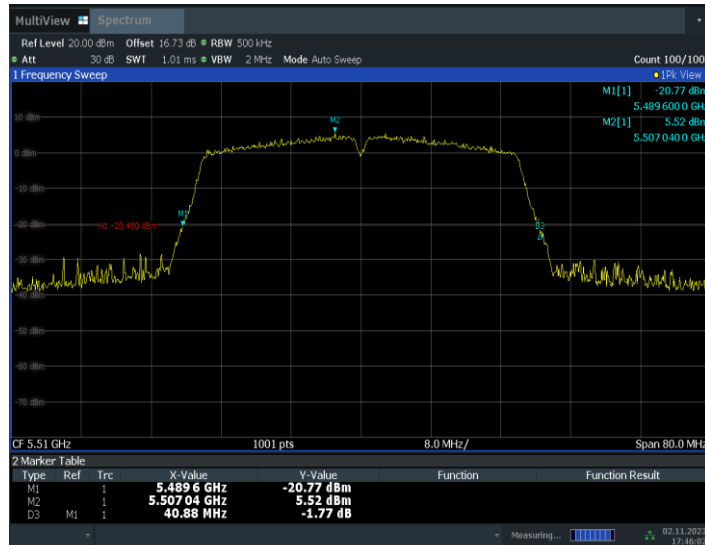 MultiView Spectrum
Ref Level 20.00 dBm Offset 16.73 dB RBW 500 kHz
Att 30 dB SWT 1.01 ms VBW 2 MHz Mode Auto Sweep Count 100/100
1 Frequency Sweep 1Pk View
M1[1] -20.77 dBm
5.489 600 0 GHz
M2[1] 5.52 dBm
5.507 040 0 GHz
10 dBm
M2
0 dBm
-10 dBm
M1
-20 dBm
H1 -20.480 dBm
D3
-30 dBm
-40 dBm
-50 dBm
-60 dBm
-70 dBm
CF 5.51 GHz 1001 pts 8.0 MHz/ Span 80.0 MHz
2 Marker Table
Type Ref Trc X-Value Y-Value Function Function Result
M1 1 5.489 6 GHz -20.77 dBm
M2 1 5.507 04 GHz 5.52 dBm
D3 M1 1 40.88 MHz -1.77 dB
Measuring... 02.11.2023
17:46:02